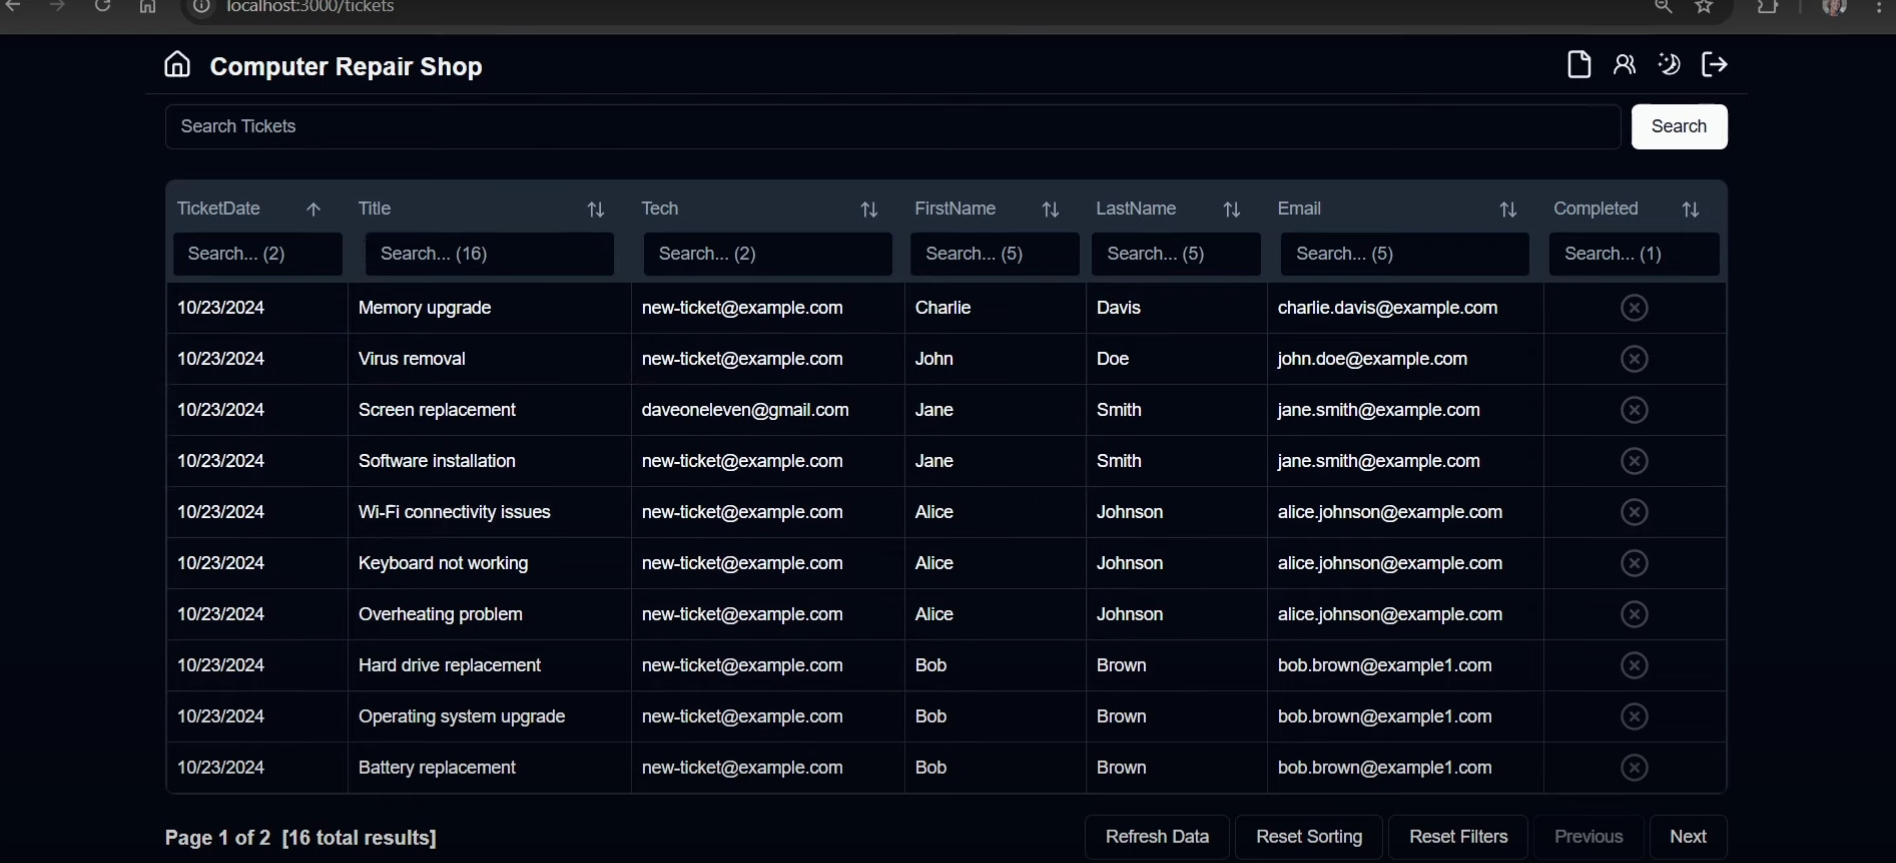 localhost:3000/tickets
Computer Repair Shop
Search Tickets Search
TicketDate Title Tech FirstName LastName Email Completed
Search... (2) Search... (16) Search... (2) Search... (5) Search... (5) Search... (5) Search... (1)
10/23/2024 Memory upgrade new-ticket@example.com Charlie Davis charlie.davis@example.com
10/23/2024 Virus removal new-ticket@example.com John Doe john.doe@example.com
10/23/2024 Screen replacement daveoneleven@gmail.com Jane Smith jane.smith@example.com
10/23/2024 Software installation new-ticket@example.com Jane Smith jane.smith@example.com
10/23/2024 Wi-Fi connectivity issues new-ticket@example.com Alice Johnson alice.johnson@example.com
10/23/2024 Keyboard not working new-ticket@example.com Alice Johnson alice.johnson@example.com
10/23/2024 Overheating problem new-ticket@example.com Alice Johnson alice.johnson@example.com
10/23/2024 Hard drive replacement new-ticket@example.com Bob Brown bob.brown@example1.com
10/23/2024 Operating system upgrade new-ticket@example.com Bob Brown bob.brown@example1.com
10/23/2024 Battery replacement new-ticket@example.com Bob Brown bob.brown@example1.com
Page 1 of 2 [16 total results] Refresh Data Reset Sorting Reset Filters Previous Next